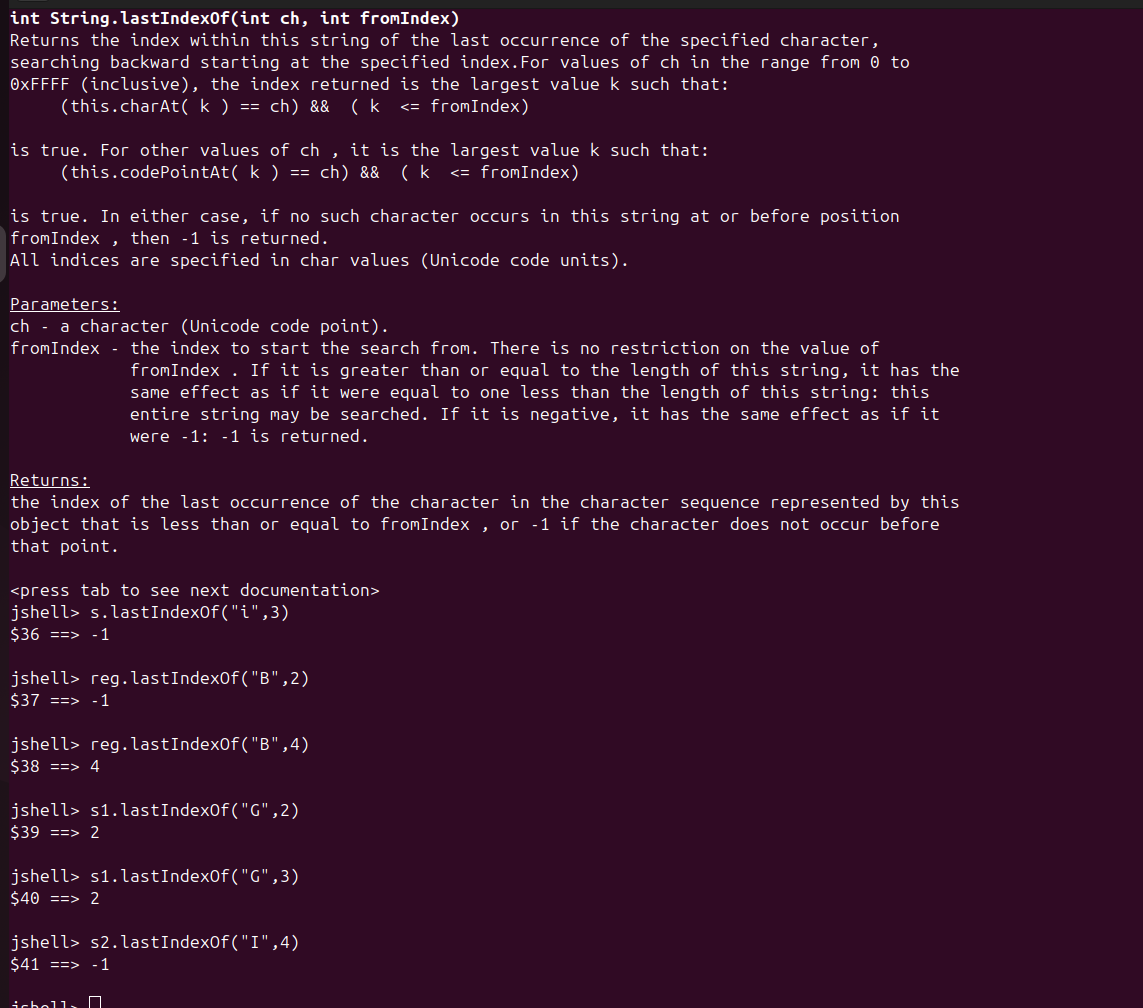 int String.lastIndexOf(int ch, int fromIndex)
Returns the index within this string of the last occurrence of the specified character,
searching backward starting at the specified index.For values of ch in the range from 0 to
0xFFFF (inclusive), the index returned is the largest value k such that:
     (this.charAt( k ) == ch) &&  ( k  <= fromIndex)
is true. For other values of ch , it is the largest value k such that:
     (this.codePointAt( k ) == ch) &&  ( k  <= fromIndex)
is true. In either case, if no such character occurs in this string at or before position
fromIndex , then -1 is returned.
All indices are specified in char values (Unicode code units).
Parameters:
ch - a character (Unicode code point).
fromIndex - the index to start the search from. There is no restriction on the value of
            fromIndex . If it is greater than or equal to the length of this string, it has the
            same effect as if it were equal to one less than the length of this string: this
            entire string may be searched. If it is negative, it has the same effect as if it
            were -1: -1 is returned.
Returns:
the index of the last occurrence of the character in the character sequence represented by this
object that is less than or equal to fromIndex , or -1 if the character does not occur before
that point.
<press tab to see next documentation>
jshell> s.lastIndexOf("i",3)
$36 ==> -1
jshell> reg.lastIndexOf("B",2)
$37 ==> -1
jshell> reg.lastIndexOf("B",4)
$38 ==> 4
jshell> s1.lastIndexOf("G",2)
$39 ==> 2
jshell> s1.lastIndexOf("G",3)
$40 ==> 2
jshell> s2.lastIndexOf("I",4)
$41 ==> -1
jshell>